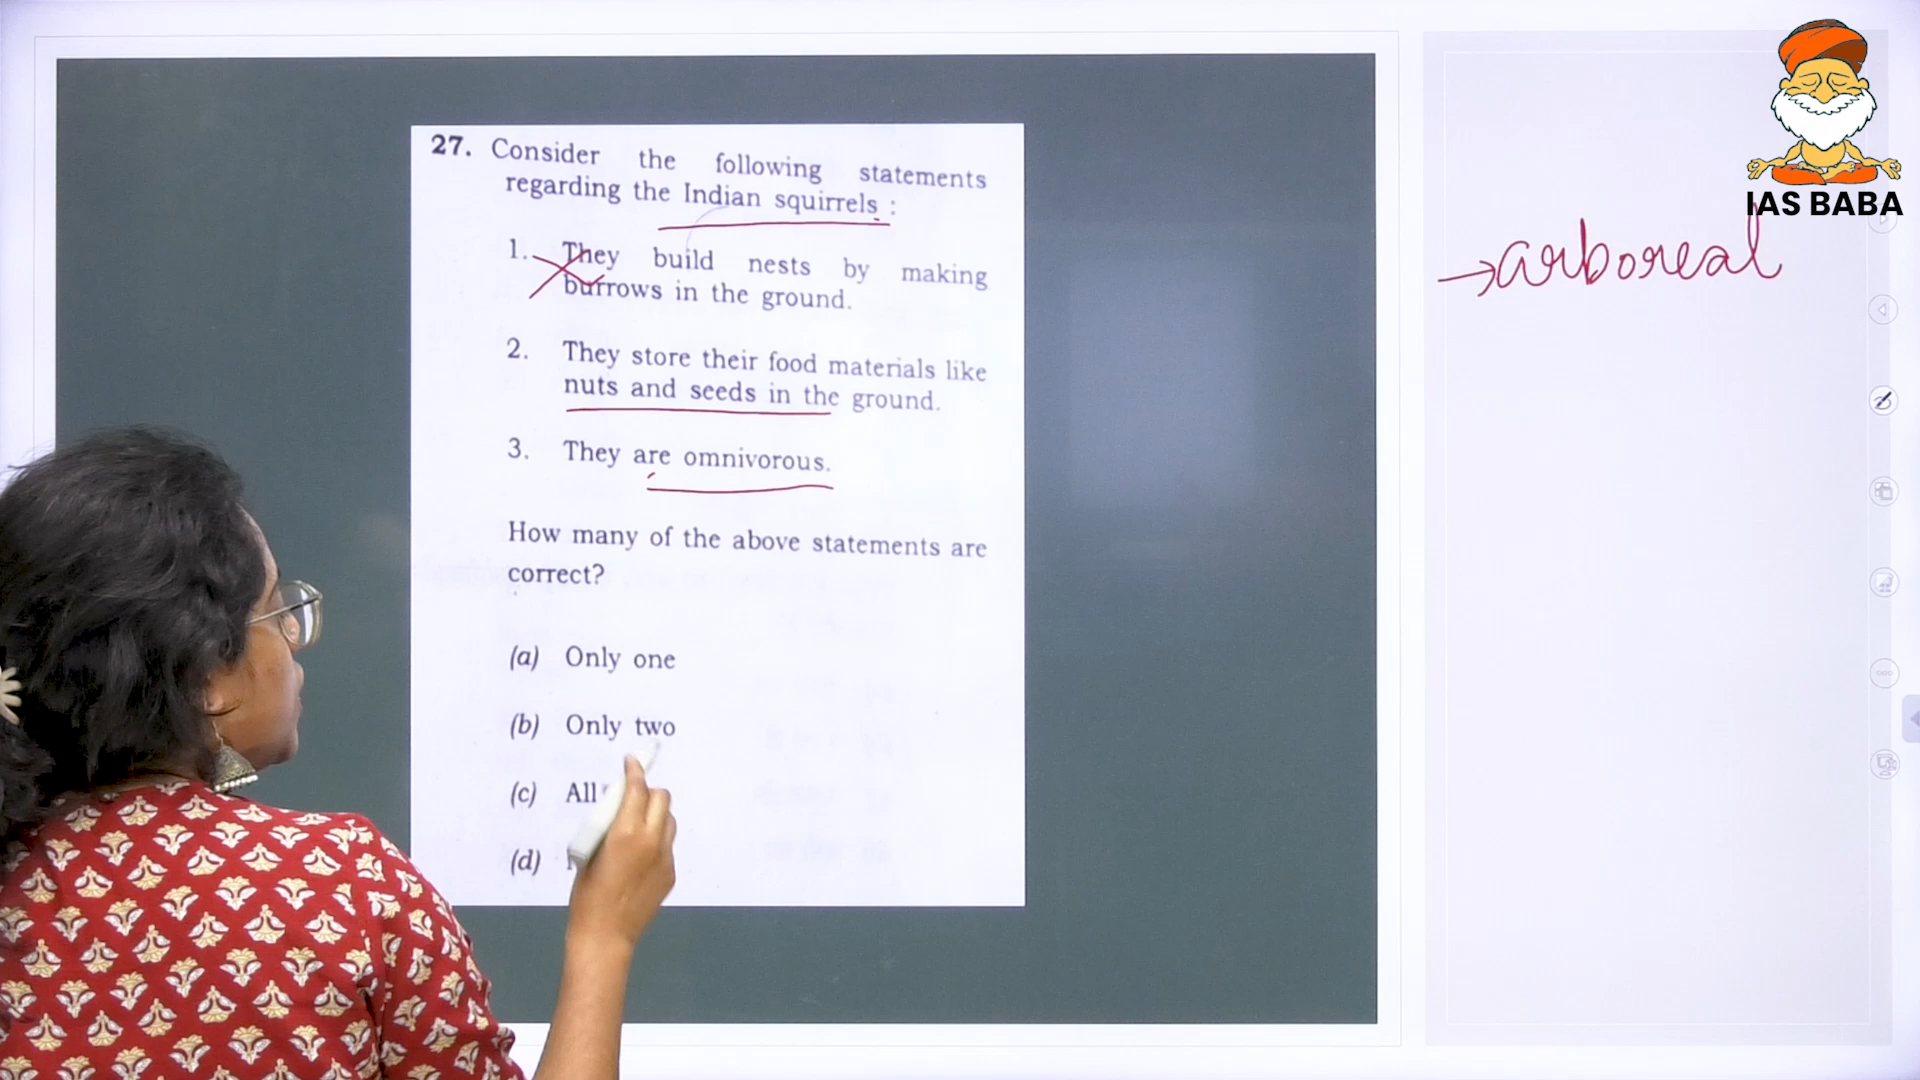 27. Consider the following statements
regarding the Indian squirrels :
1. They build nests by making
burrows in the ground.
2. They store their food materials like
nuts and seeds in the ground.
3. They are omnivorous.
How many of the above statements are
correct?
(a) Only one
(b) Only two
(c) All
(d)
IAS BABA
→arboreal